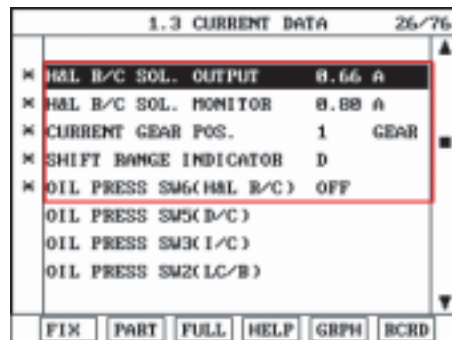 1.3 CURRENT DATA 26/76
* H&L R/C SOL. OUTPUT 0.66 A
* H&L R/C SOL. MONITOR 0.80 A
* CURRENT GEAR POS. 1 GEAR
* SHIFT RANGE INDICATOR D
* OIL PRESS SW6(H&L R/C) OFF
OIL PRESS SW5(D/C)
OIL PRESS SW3(I/C)
OIL PRESS SW2(LC/B)
FIX PART FULL HELP GRPH RCRD